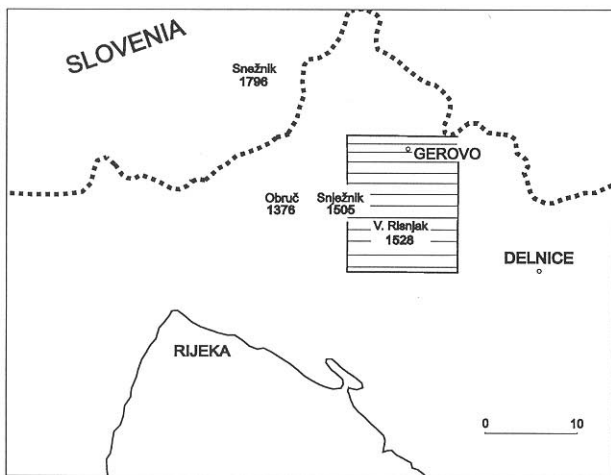 SLOVENIA
Snežnik
1796
GEROVO
Obruč
1376
Snježnik
1505
V. Risnjak
1528
DELNICE
RIJEKA
0 10